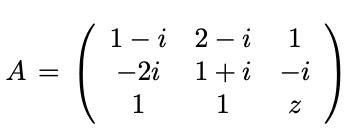 1 − i 2 − i 1
A = −2i 1 + i −i
1 1 z